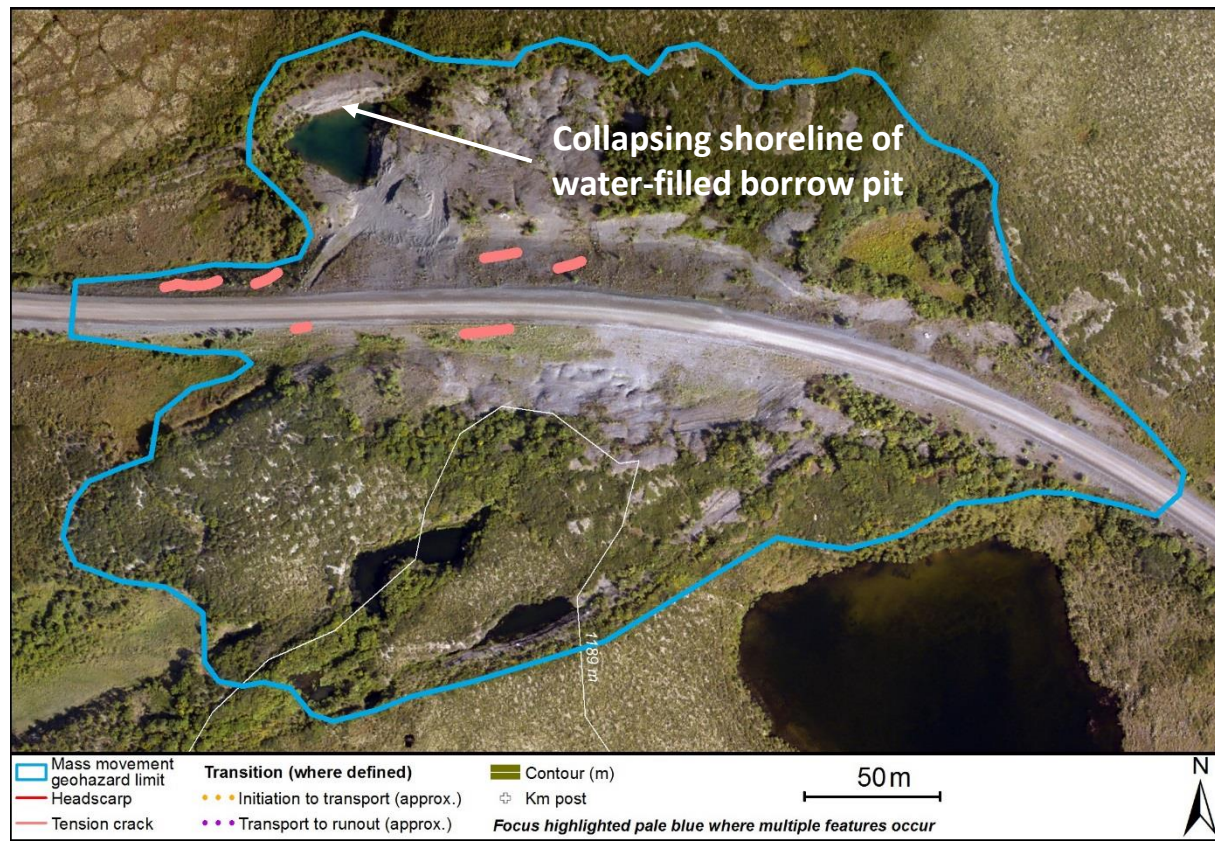 Collapsing shoreline of
water-filled borrow pit
1189 m
Mass movement
geohazard limit
Headscarp
Tension crack
Transition (where defined)
Initiation to transport (approx.)
Transport to runout (approx.)
Contour (m)
Km post
Focus highlighted pale blue where multiple features occur
50m
N